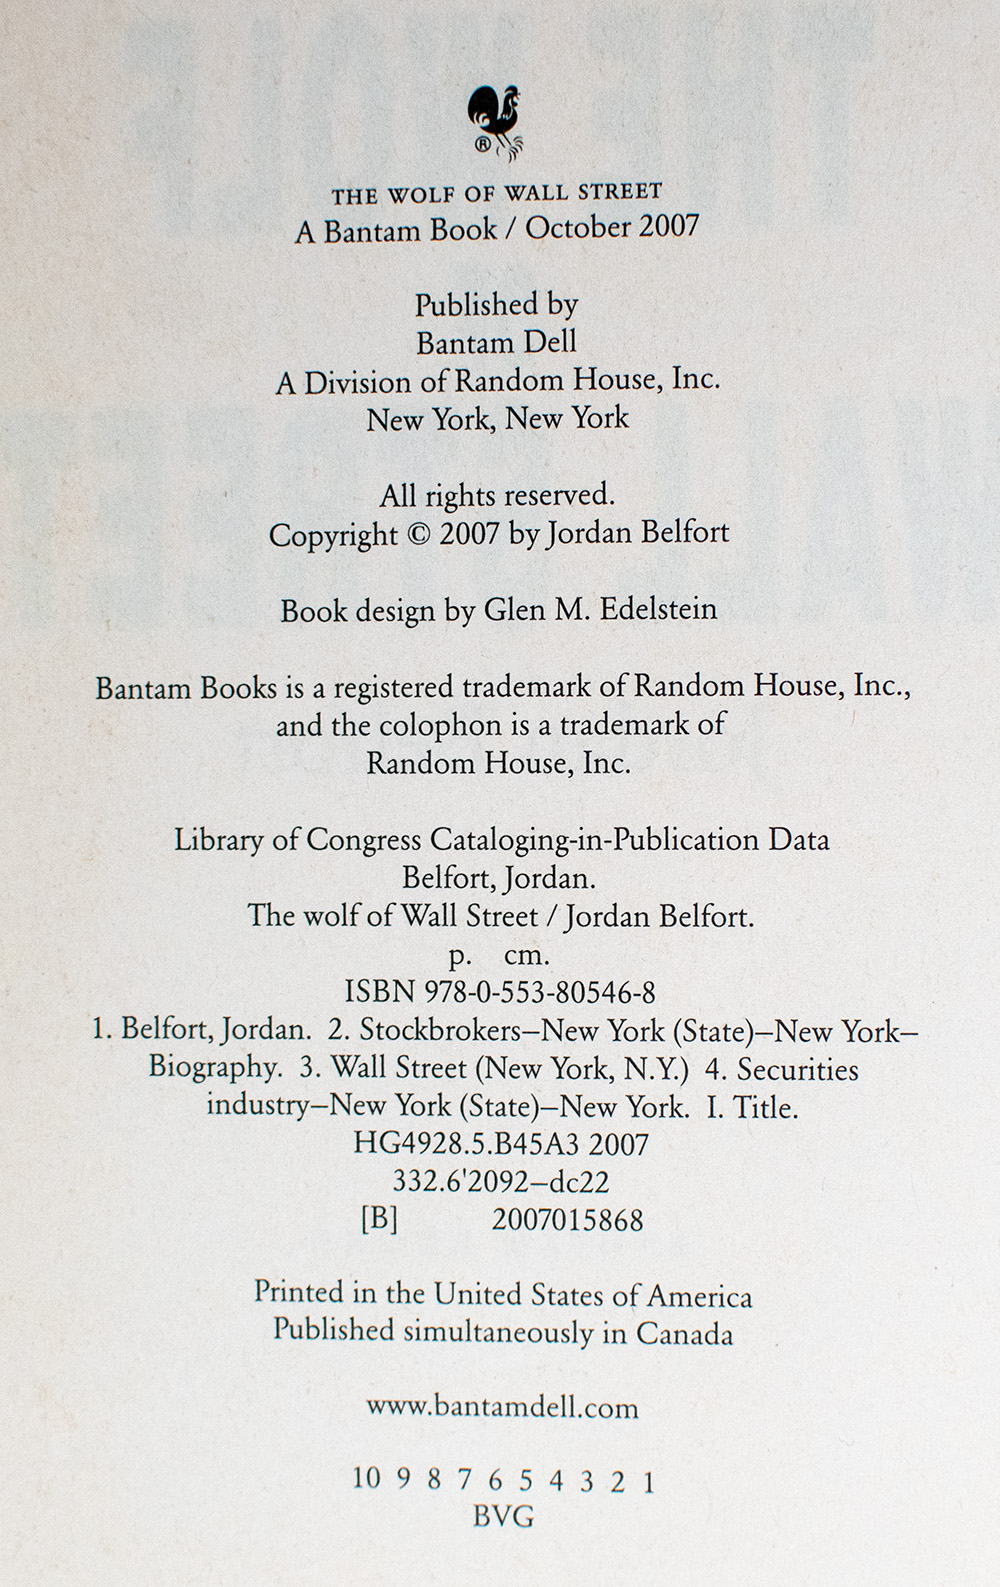 ®
THE WOLF OF WALL STREET
A Bantam Book / October 2007
Published by
Bantam Dell
A Division of Random House, Inc.
New York, New York
All rights reserved.
Copyright © 2007 by Jordan Belfort
Book design by Glen M. Edelstein
Bantam Books is a registered trademark of Random House, Inc.,
and the colophon is a trademark of
Random House, Inc.
Library of Congress Cataloging-in-Publication Data
Belfort, Jordan.
The wolf of Wall Street / Jordan Belfort.
p. cm.
ISBN 978-0-553-80546-8
1. Belfort, Jordan. 2. Stockbrokers—New York (State)—New York—
Biography. 3. Wall Street (New York, N.Y.) 4. Securities
industry—New York (State)—New York. I. Title.
HG4928.5.B45A3 2007
332.6'2092—dc22
[B] 2007015868
Printed in the United States of America
Published simultaneously in Canada
www.bantamdell.com
10 9 8 7 6 5 4 3 2 1
BVG